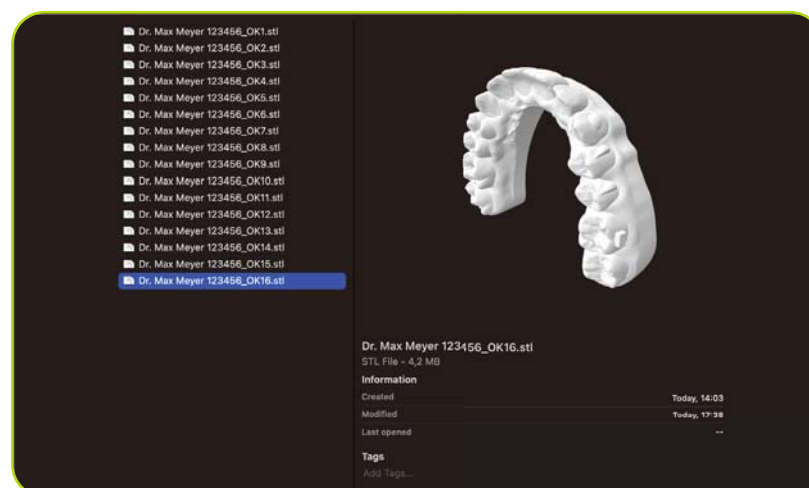 Dr. Max Meyer 123456_OK1.stl
Dr. Max Meyer 123456_OK2.stl
Dr. Max Meyer 123456_OK3.stl
Dr. Max Meyer 123456_OK4.stl
Dr. Max Meyer 123456_OK5.stl
Dr. Max Meyer 123456_OK6.stl
Dr. Max Meyer 123456_OK7.stl
Dr. Max Meyer 123456_OK8.stl
Dr. Max Meyer 123456_OK9.stl
Dr. Max Meyer 123456_OK10.stl
Dr. Max Meyer 123456_OK11.stl
Dr. Max Meyer 123456_OK12.stl
Dr. Max Meyer 123456_OK13.stl
Dr. Max Meyer 123456_OK14.stl
Dr. Max Meyer 123456_OK15.stl
Dr. Max Meyer 123456_OK16.stl
Dr. Max Meyer 123456_OK16.stl
STL File – 4,2 MB
Information
Created Today, 14:03
Modified Today, 17:38
Last opened --
Tags
Add Tags...